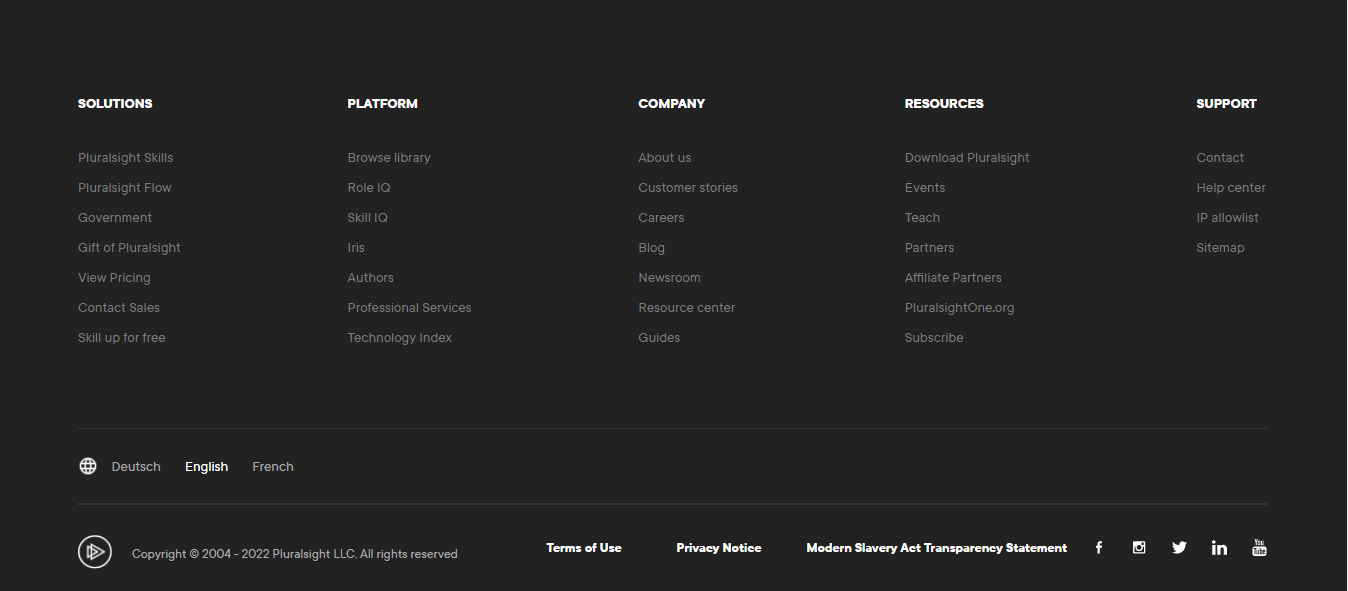 SOLUTIONS
Pluralsight Skills
Pluralsight Flow
Government
Gift of Pluralsight
View Pricing
Contact Sales
Skill up for free
PLATFORM
Browse library
Role IQ
Skill IQ
Iris
Authors
Professional Services
Technology Index
COMPANY
About us
Customer stories
Careers
Blog
Newsroom
Resource center
Guides
RESOURCES
Download Pluralsight
Events
Teach
Partners
Affiliate Partners
PluralsightOne.org
Subscribe
SUPPORT
Contact
Help center
IP allowlist
Sitemap
Deutsch English French
Copyright © 2004 - 2022 Pluralsight LLC. All rights reserved
Terms of Use
Privacy Notice
Modern Slavery Act Transparency Statement
You
Tube